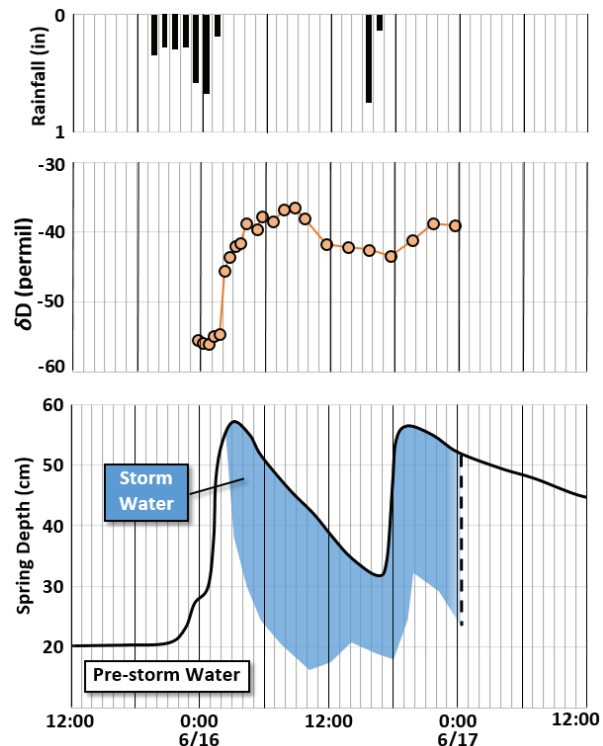 0
Rainfall (in)
1
-30
-40
δD (permil)
-50
-60
60
50
Storm
Water
40
Spring Depth (cm)
30
20
Pre-storm Water
12:00 0:00 12:00 0:00 12:00
6/16 6/17